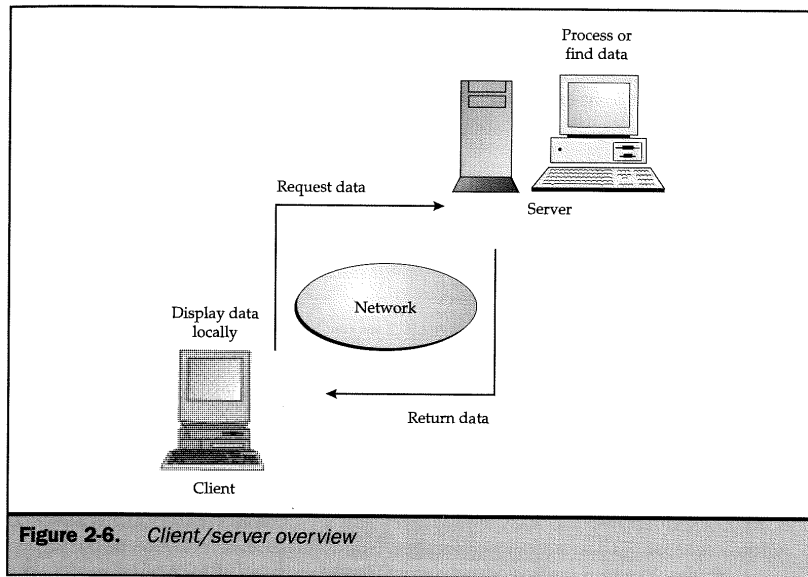 Process or
find data
Request data
Server
Network
Display data
locally
Return data
Client
Figure 2-6. Client/server overview